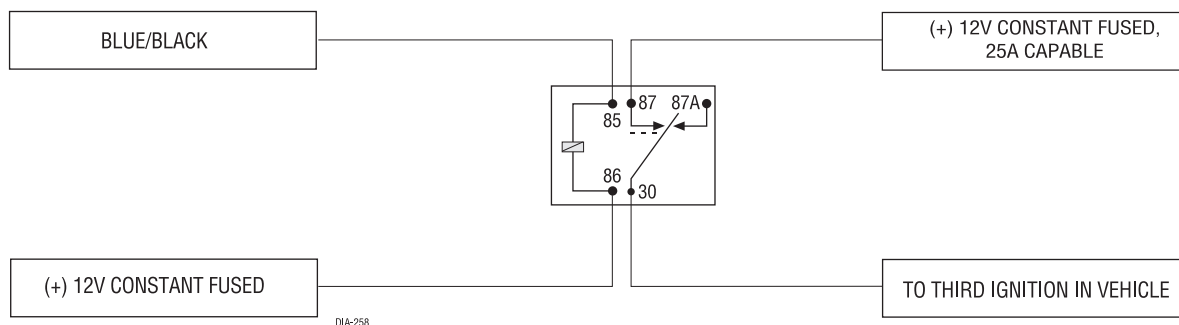 BLUE/BLACK
(+) 12V CONSTANT FUSED,
25A CAPABLE
87 87A
85
86
30
(+) 12V CONSTANT FUSED
TO THIRD IGNITION IN VEHICLE
DIA-258